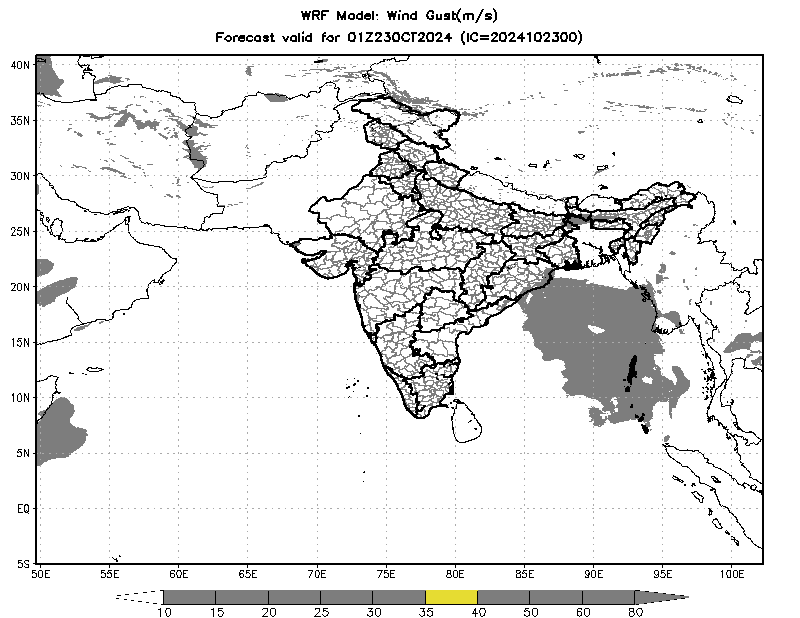 WRF Model: Wind Gust(m/s)
Forecast valid for 01Z23OCT2024 (IC=2024102300)
40N
35N
30N
25N
20N
15N
10N
5N
EQ
5S
50E 55E 60E 65E 70E 75E 80E 85E 90E 95E 100E
10 15 20 25 30 35 40 50 60 80